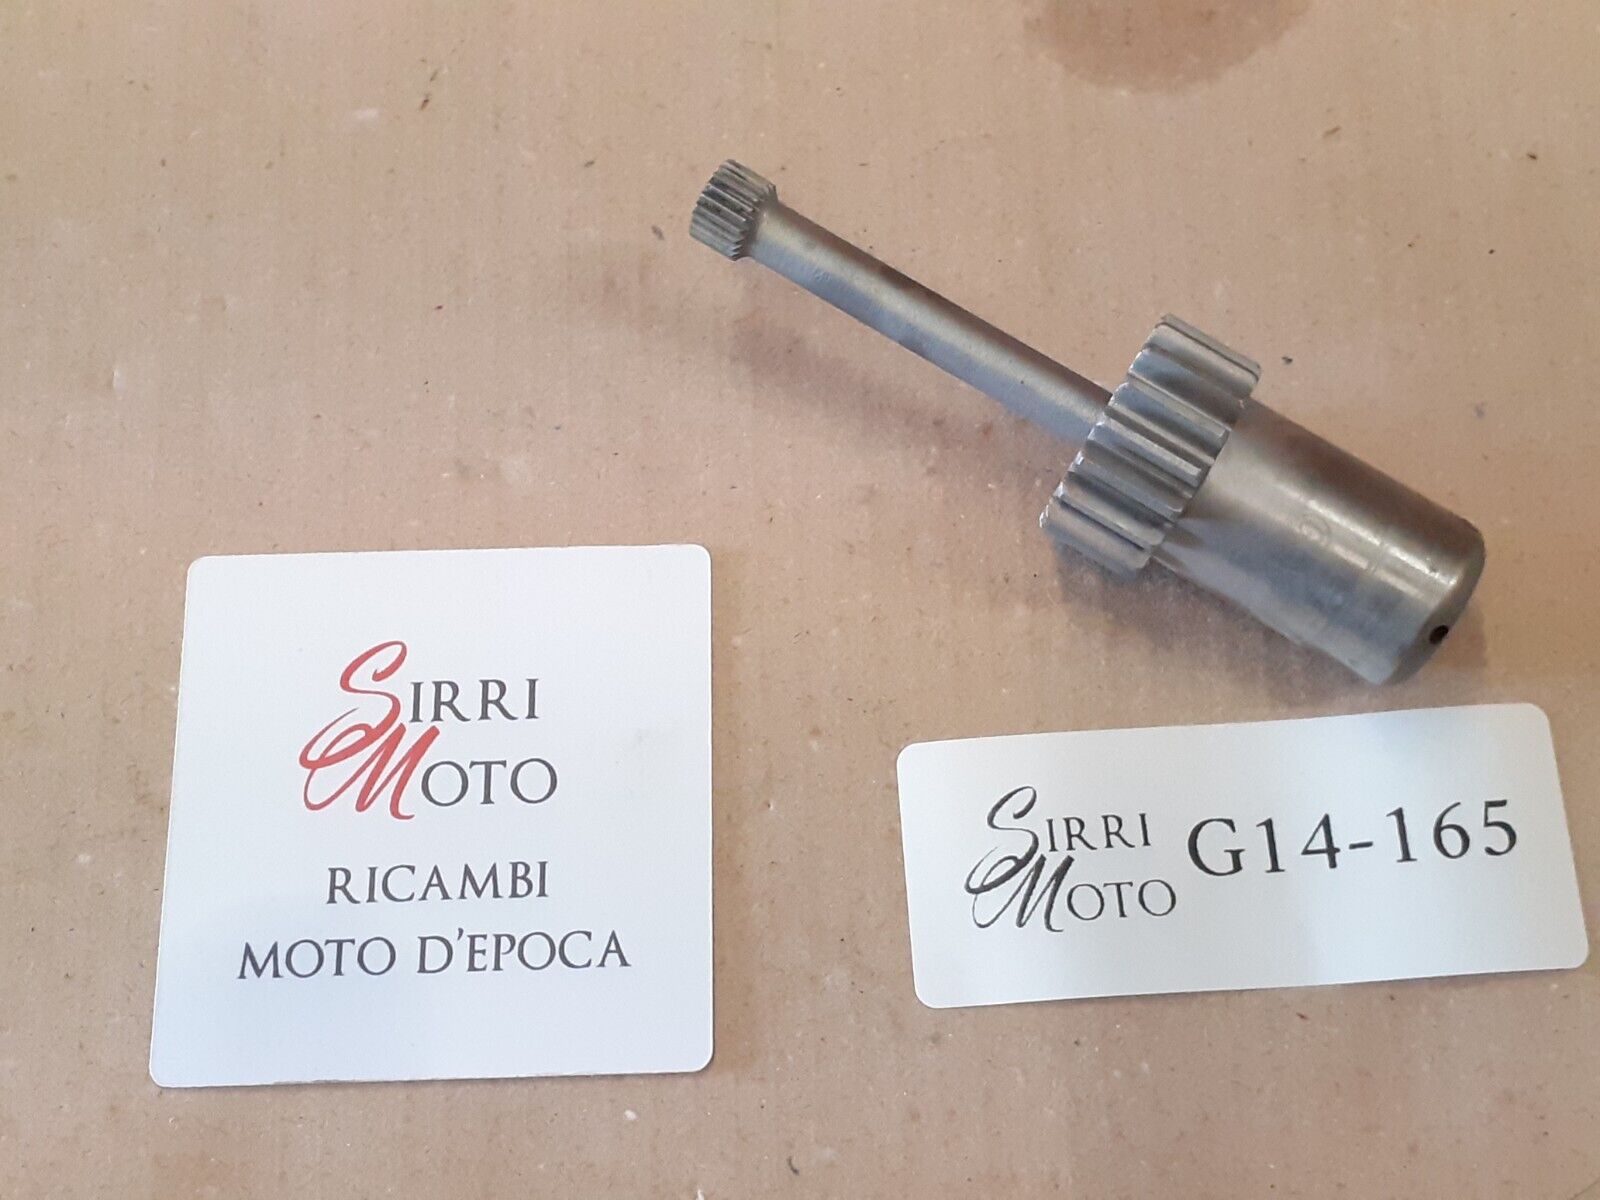 SIRRI
MOTO
RICAMBI
MOTO D'EPOCA
SIRRI
MOTO
G14-165